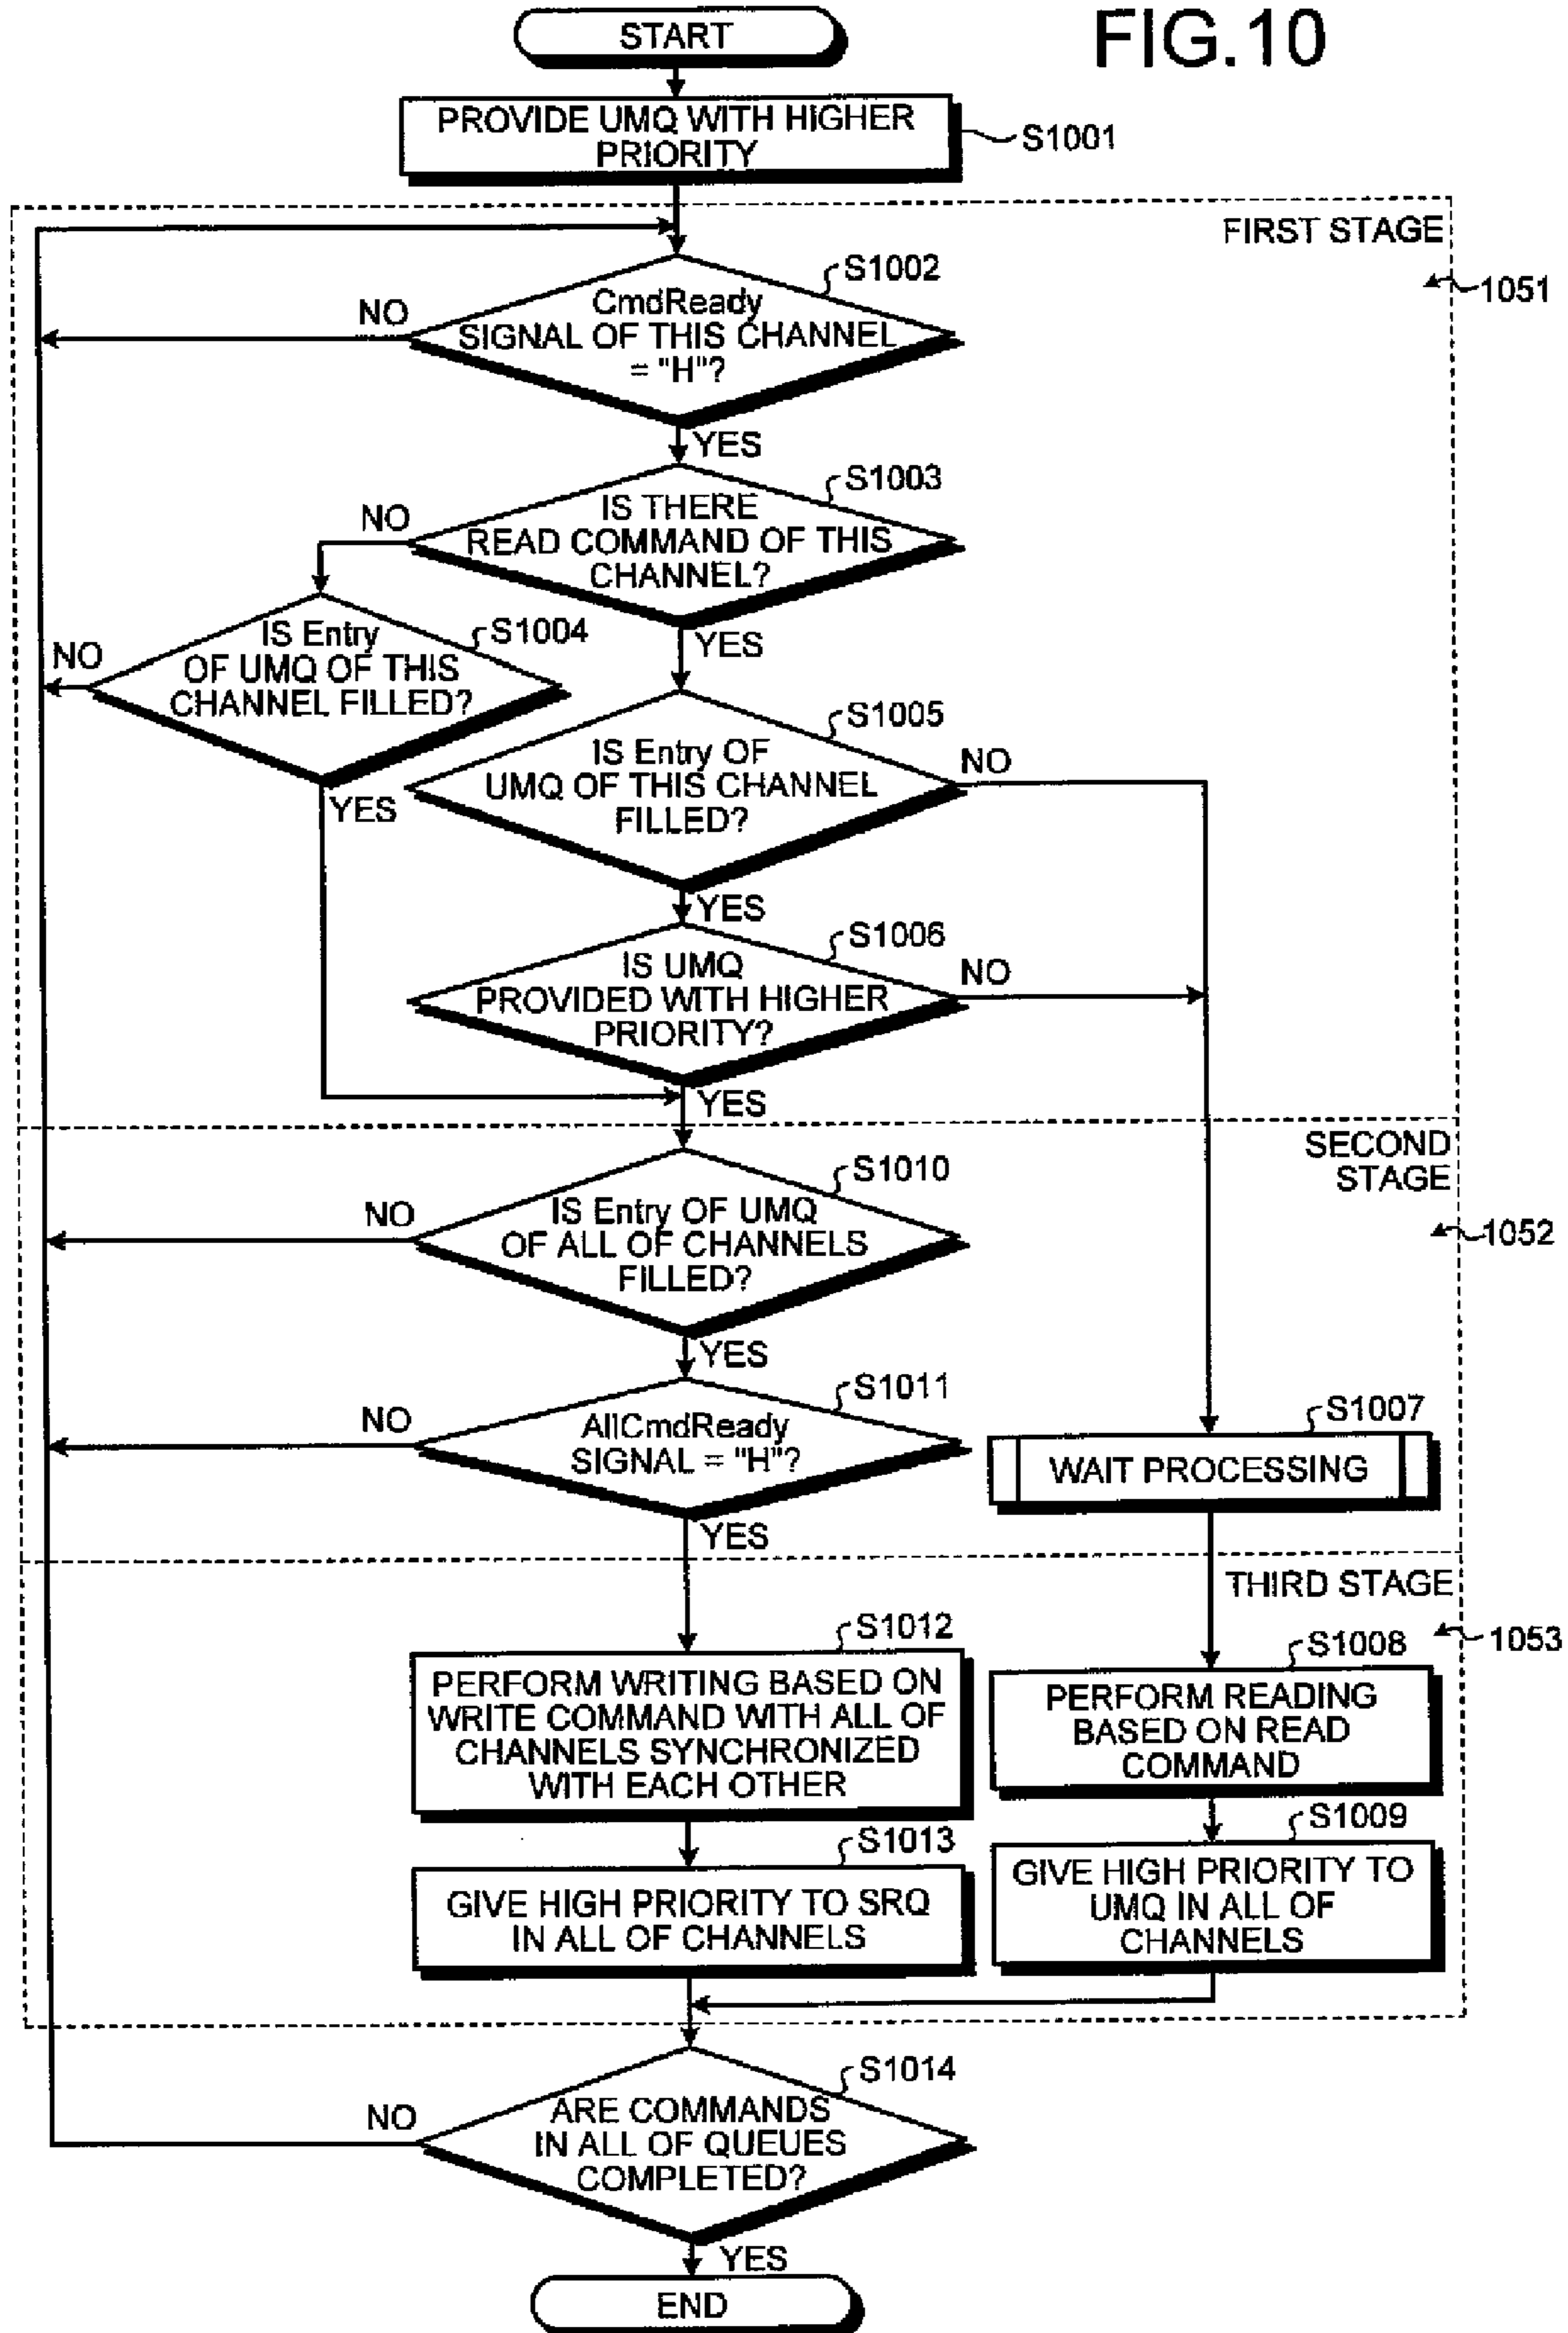 FIG.10
START
PROVIDE UMQ WITH HIGHER
PRIORITY
S1001
FIRST STAGE
1051
S1002
CmdReady
SIGNAL OF THIS CHANNEL
= "H"?
NO
YES
S1003
IS THERE
READ COMMAND OF THIS
CHANNEL?
NO
YES
S1004
IS Entry
OF UMQ OF THIS
CHANNEL FILLED?
NO
YES
S1005
IS Entry OF
UMQ OF THIS CHANNEL
FILLED?
NO
YES
S1006
IS UMQ
PROVIDED WITH HIGHER
PRIORITY?
NO
YES
SECOND
STAGE
1052
S1010
IS Entry OF UMQ
OF ALL OF CHANNELS
FILLED?
NO
YES
S1011
AllCmdReady
SIGNAL = "H"?
NO
YES
S1007
WAIT PROCESSING
THIRD STAGE
1053
S1012
PERFORM WRITING BASED ON
WRITE COMMAND WITH ALL OF
CHANNELS SYNCHRONIZED
WITH EACH OTHER
S1008
PERFORM READING
BASED ON READ
COMMAND
S1013
GIVE HIGH PRIORITY TO SRQ
IN ALL OF CHANNELS
S1009
GIVE HIGH PRIORITY TO
UMQ IN ALL OF
CHANNELS
S1014
ARE COMMANDS
IN ALL OF QUEUES
COMPLETED?
NO
YES
END